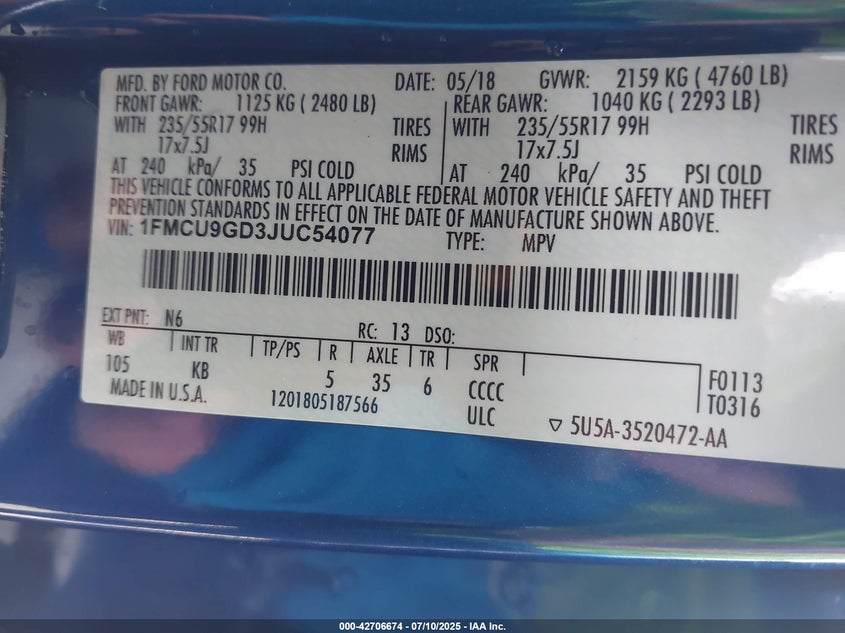 MFD. BY FORD MOTOR CO. DATE: 05/18 GVWR: 2159 KG ( 4760 LB)
FRONT GAWR: 1125 KG ( 2480 LB) REAR GAWR: 1040 KG ( 2293 LB)
WITH 235/55R17 99H TIRES WITH 235/55R17 99H TIRES
17x7.5J RIMS 17x7.5J RIMS
AT 240 kPa/ 35 PSI COLD AT 240 kPa/ 35 PSI COLD
THIS VEHICLE CONFORMS TO ALL APPLICABLE FEDERAL MOTOR VEHICLE SAFETY AND THEFT
PREVENTION STANDARDS IN EFFECT ON THE DATE OF MANUFACTURE SHOWN ABOVE.
VIN: 1FMCU9GD3JUC54077 TYPE: MPV
EXT PNT: N6 RC: 13 DSO:
WB INT TR TP/PS R AXLE TR SPR
105 KB 5 35 6 CCCC F0113
MADE IN U.S.A. 1201805187566 ULC T0316
▽ 5U5A-3520472-AA
000-42706674 / 07/10/2025 - IAA Inc.